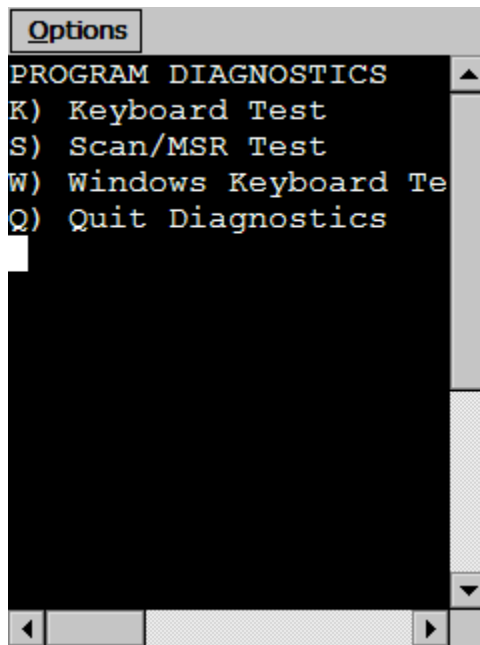 Options
PROGRAM DIAGNOSTICS
K) Keyboard Test
S) Scan/MSR Test
W) Windows Keyboard Te
Q) Quit Diagnostics